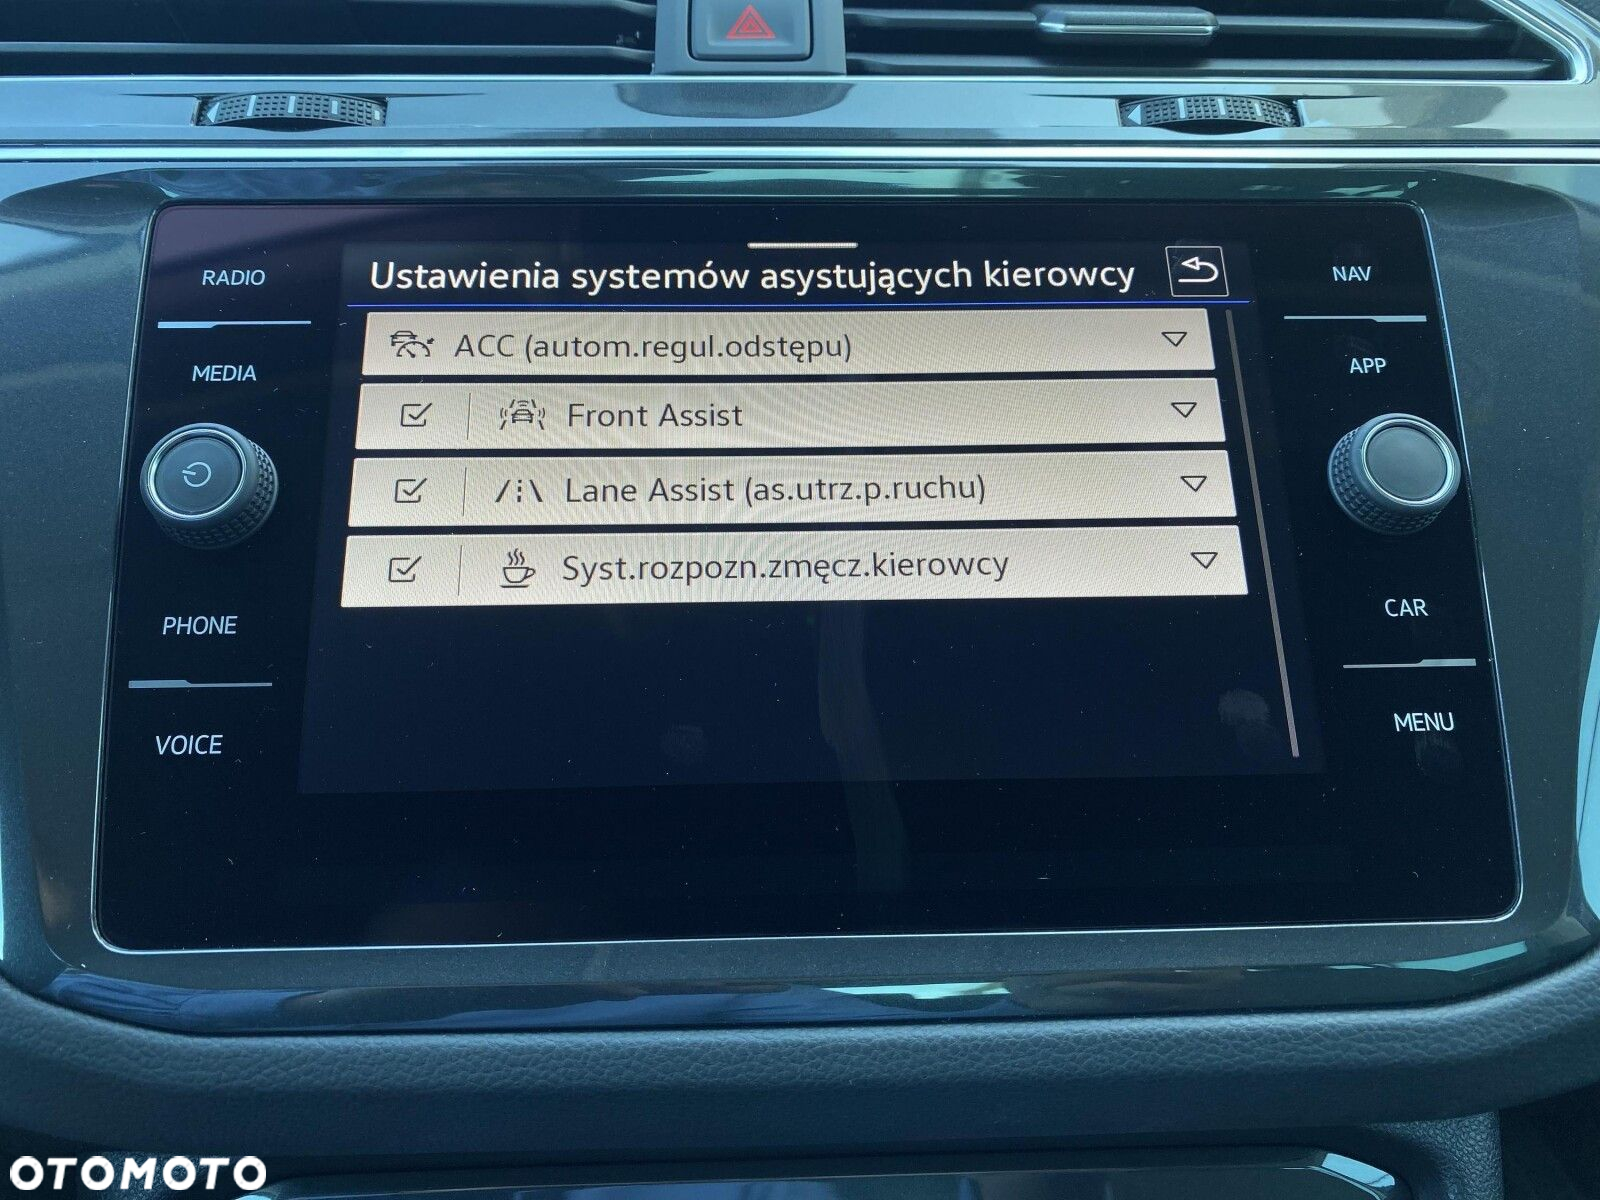 Ustawienia systemów asystujących kierowcy
ACC (autom.regul.odstępu)
Front Assist
Lane Assist (as.utrz.p.ruchu)
Syst.rozpozn.zmęcz.kierowcy
RADIO
MEDIA
PHONE
VOICE
NAV
APP
CAR
MENU
OTOMOTO